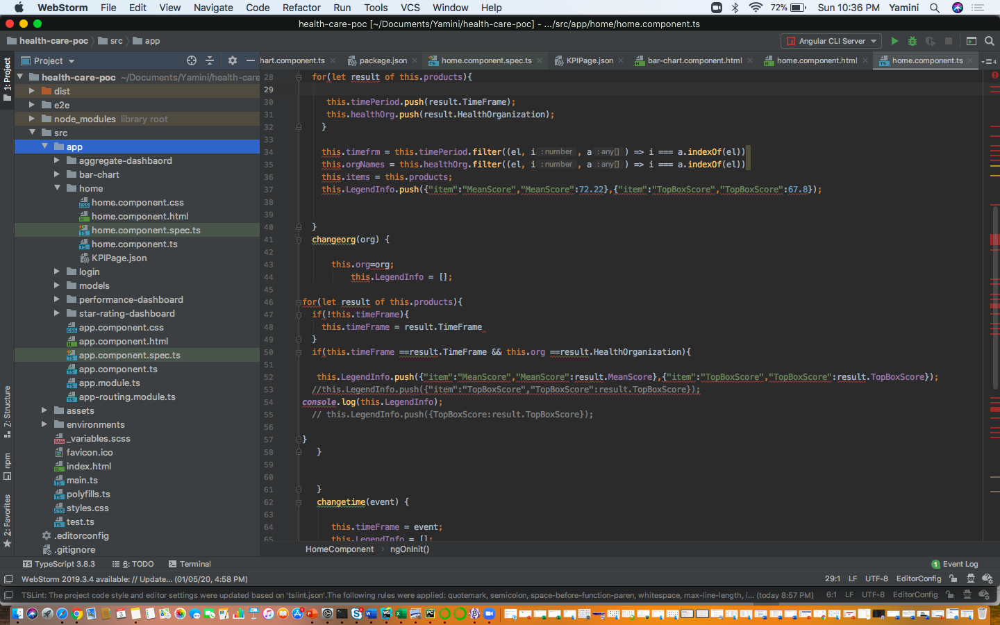 WebStorm File Edit View Navigate Code Refactor Run Tools VCS Window Help 72% Sun 10:36 PM Yamini
health-care-poc [~/Documents/Yamini/health-care-poc] - .../src/app/home/home.component.ts
health-care-poc src app Angular CLI Server
Project hart.component.ts package.json home.component.spec.ts KPIPage.json bar-chart.component.html home.component.html home.component.ts 4
1: Project
7: Structure
npm
2: Favorites
health-care-poc ~/Documents/Yamini/health-care
dist
e2e
node_modules library root
src
app
aggregate-dashbaord
bar-chart
home
home.component.css
home.component.html
home.component.spec.ts
home.component.ts
KPIPage.json
login
models
performance-dashboard
star-rating-dashboard
app.component.css
app.component.html
app.component.spec.ts
app.component.ts
app.module.ts
app-routing.module.ts
assets
environments
_variables.scss
favicon.ico
index.html
main.ts
polyfills.ts
styles.css
test.ts
.editorconfig
.gitignore
28 for(let result of this.products){
29
30 this.timePeriod.push(result.TimeFrame);
31 this.healthOrg.push(result.HealthOrganization);
32 }
33
34 this.timefrm = this.timePeriod.filter((el, i : number , a : any[] ) => i === a.indexOf(el))
35 this.orgNames = this.healthOrg.filter((el, i : number , a : any[] ) => i === a.indexOf(el))
36 this.items = this.products;
37 this.LegendInfo.push({"item":"MeanScore","MeanScore":72.22},{"item":"TopBoxScore","TopBoxScore":67.8});
38
39
40 }
41 changeorg(org) {
42
43 this.org=org;
44 this.LegendInfo = [];
45
46 for(let result of this.products){
47 if(!this.timeFrame){
48 this.timeFrame = result.TimeFrame
49 }
50 if(this.timeFrame ==result.TimeFrame && this.org ==result.HealthOrganization){
51
52 this.LegendInfo.push({"item":"MeanScore","MeanScore":result.MeanScore},{"item":"TopBoxScore","TopBoxScore":result.TopBoxScore});
53 //this.LegendInfo.push({"item":"TopBoxScore","TopBoxScore":result.TopBoxScore});
54 console.log(this.LegendInfo);
55 // this.LegendInfo.push({TopBoxScore:result.TopBoxScore});
56
57 }
58 }
59
60
61 }
62 changetime(event) {
63
64 this.timeFrame = event;
65 this.LegendInfo = [];
HomeComponent ngOnInit()
TypeScript 3.8.3 6: TODO Terminal 1 Event Log
WebStorm 2019.3.4 available: // Update... (01/05/20, 4:58 PM) 29:1 LF UTF-8 EditorConfig
TSLint: The project code style and editor settings were updated based on 'tslint.json'.The following rules were applied: quotemark, semicolon, space-before-function-paren, whitespace, max-line-length, i... (today 8:57 PM) 6:1 LF UTF-8 EditorConfig